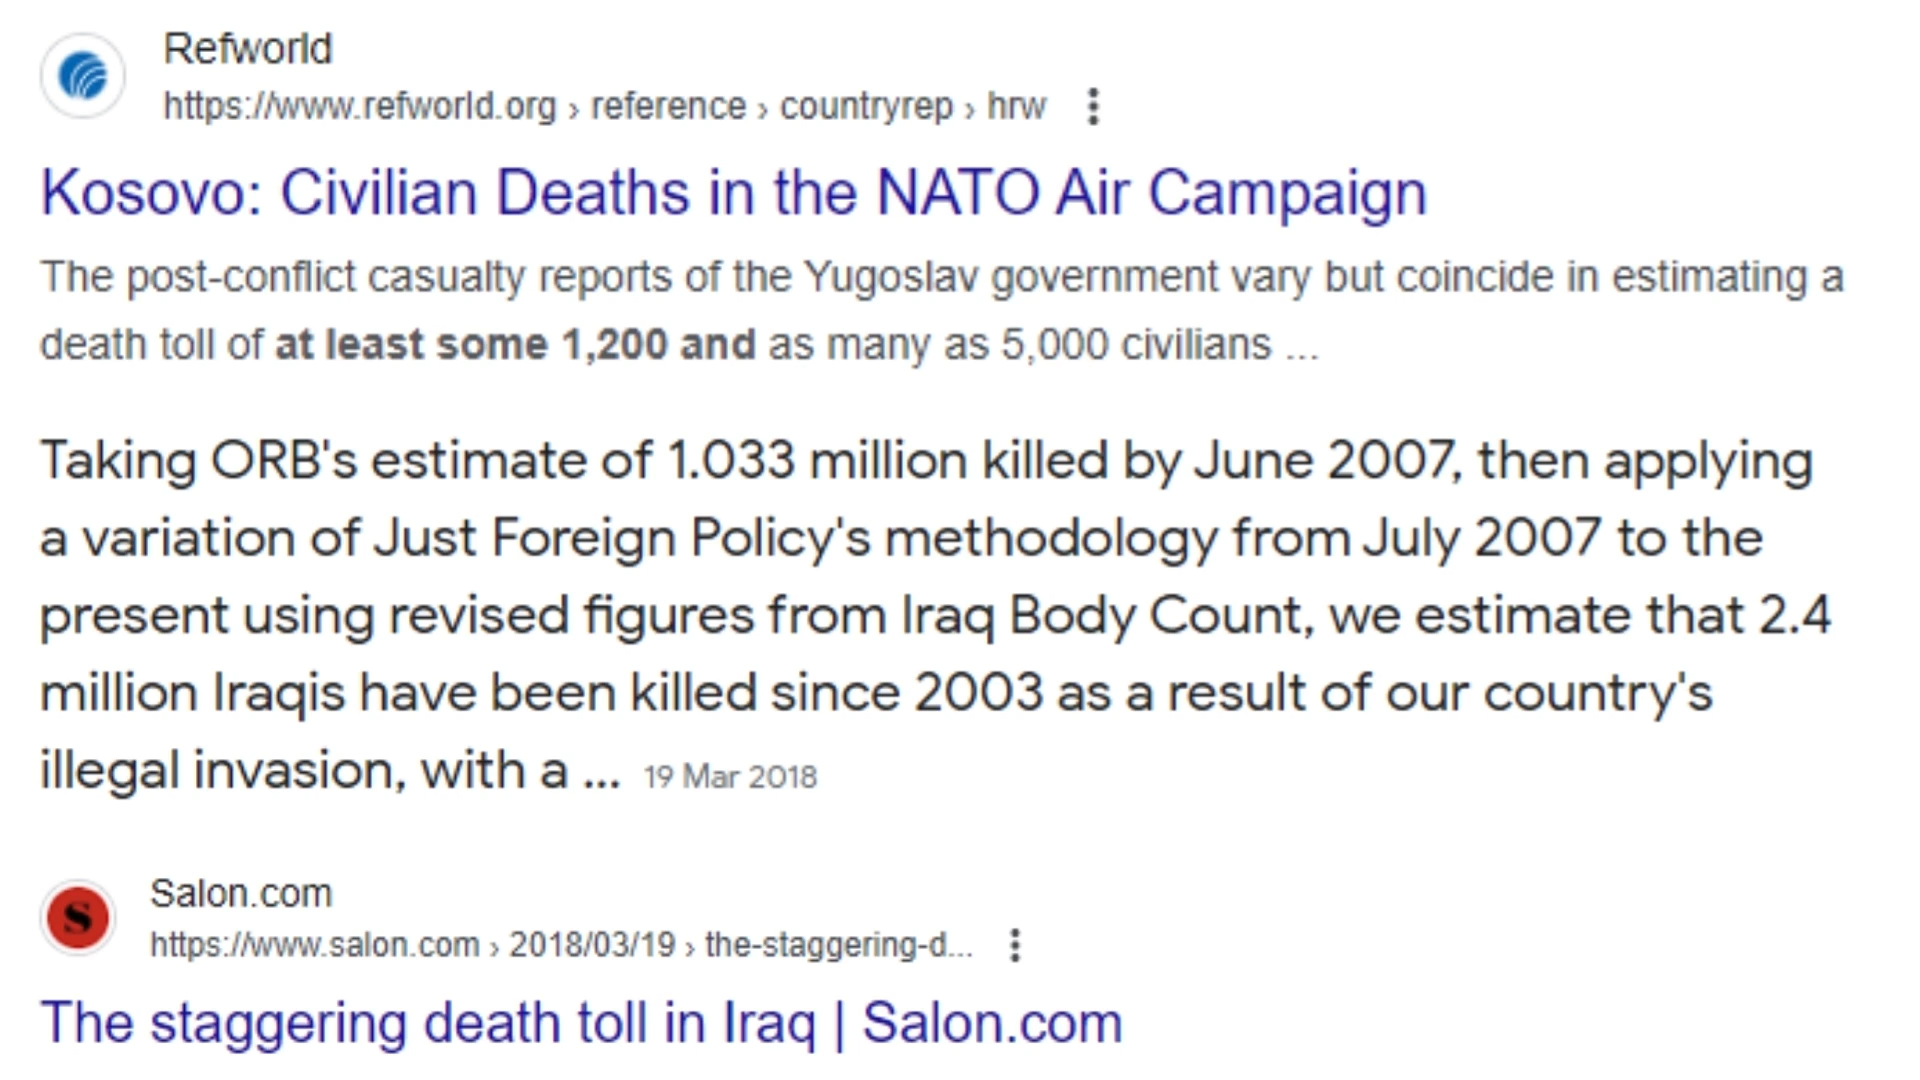 Refworld
https://www.refworld.org › reference › countryrep › hrw
Kosovo: Civilian Deaths in the NATO Air Campaign
The post-conflict casualty reports of the Yugoslav government vary but coincide in estimating a
death toll of at least some 1,200 and as many as 5,000 civilians ...
Taking ORB's estimate of 1.033 million killed by June 2007, then applying
a variation of Just Foreign Policy's methodology from July 2007 to the
present using revised figures from Iraq Body Count, we estimate that 2.4
million Iraqis have been killed since 2003 as a result of our country's
illegal invasion, with a ... 19 Mar 2018
S
Salon.com
https://www.salon.com › 2018/03/19 › the-staggering-d...
The staggering death toll in Iraq | Salon.com